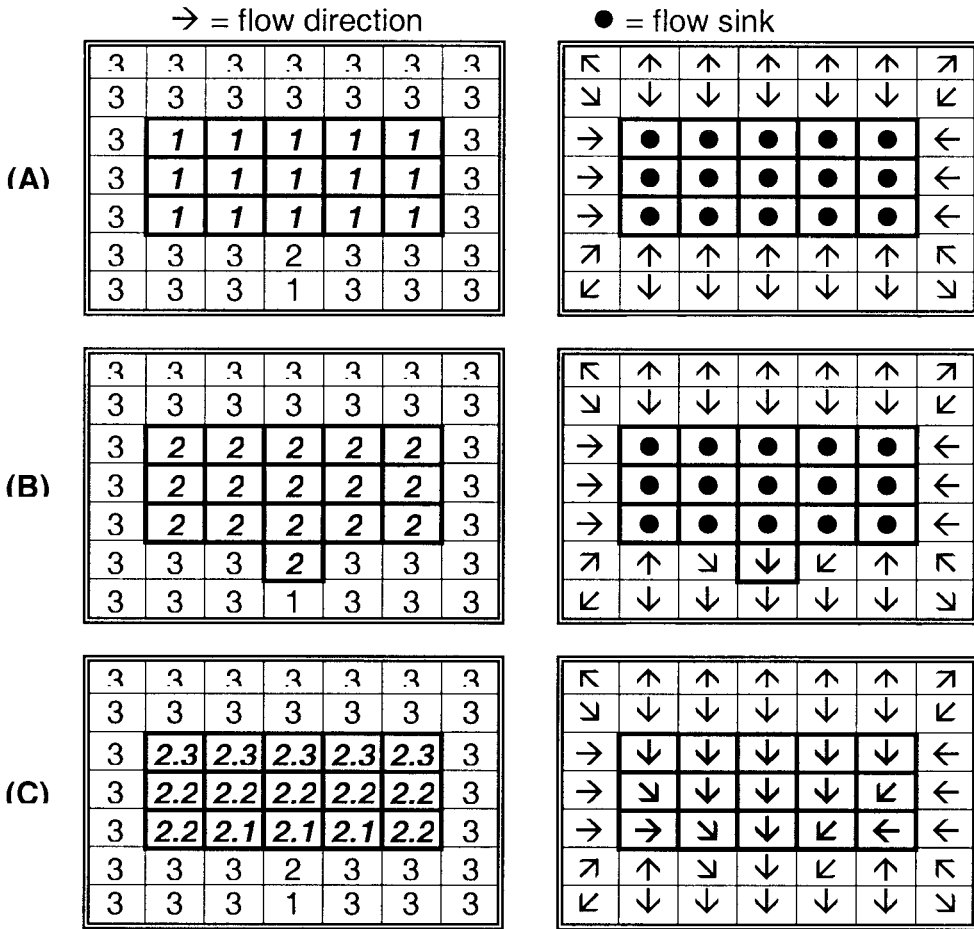 → = flow direction ● = flow sink
3 3 3 3 3 3 3 ↖ ↑ ↑ ↑ ↑ ↑ ↗
3 3 3 3 3 3 3 ↘ ↓ ↓ ↓ ↓ ↓ ↙
3 1 1 1 1 1 3 → ● ● ● ● ● ←
(A) 3 1 1 1 1 1 3 → ● ● ● ● ● ←
3 1 1 1 1 1 3 → ● ● ● ● ● ←
3 3 3 2 3 3 3 ↗ ↑ ↑ ↑ ↑ ↑ ↖
3 3 3 1 3 3 3 ↙ ↓ ↓ ↓ ↓ ↓ ↘
3 3 3 3 3 3 3 ↖ ↑ ↑ ↑ ↑ ↑ ↗
3 3 3 3 3 3 3 ↘ ↓ ↓ ↓ ↓ ↓ ↙
3 2 2 2 2 2 3 → ● ● ● ● ● ←
(B) 3 2 2 2 2 2 3 → ● ● ● ● ● ←
3 2 2 2 2 2 3 → ● ● ● ● ● ←
3 3 3 2 3 3 3 ↗ ↑ ↘ ↓ ↙ ↑ ↖
3 3 3 1 3 3 3 ↙ ↓ ↓ ↓ ↓ ↓ ↘
3 3 3 3 3 3 3 ↖ ↑ ↑ ↑ ↑ ↑ ↗
3 3 3 3 3 3 3 ↘ ↓ ↓ ↓ ↓ ↓ ↙
3 2.3 2.3 2.3 2.3 2.3 3 → ↓ ↓ ↓ ↓ ↓ ←
(C) 3 2.2 2.2 2.2 2.2 2.2 3 → ↘ ↓ ↓ ↓ ↙ ←
3 2.2 2.1 2.1 2.1 2.2 3 → → ↘ ↓ ↙ ← ←
3 3 3 2 3 3 3 ↗ ↑ ↘ ↓ ↙ ↑ ↖
3 3 3 1 3 3 3 ↙ ↓ ↓ ↓ ↓ ↓ ↘